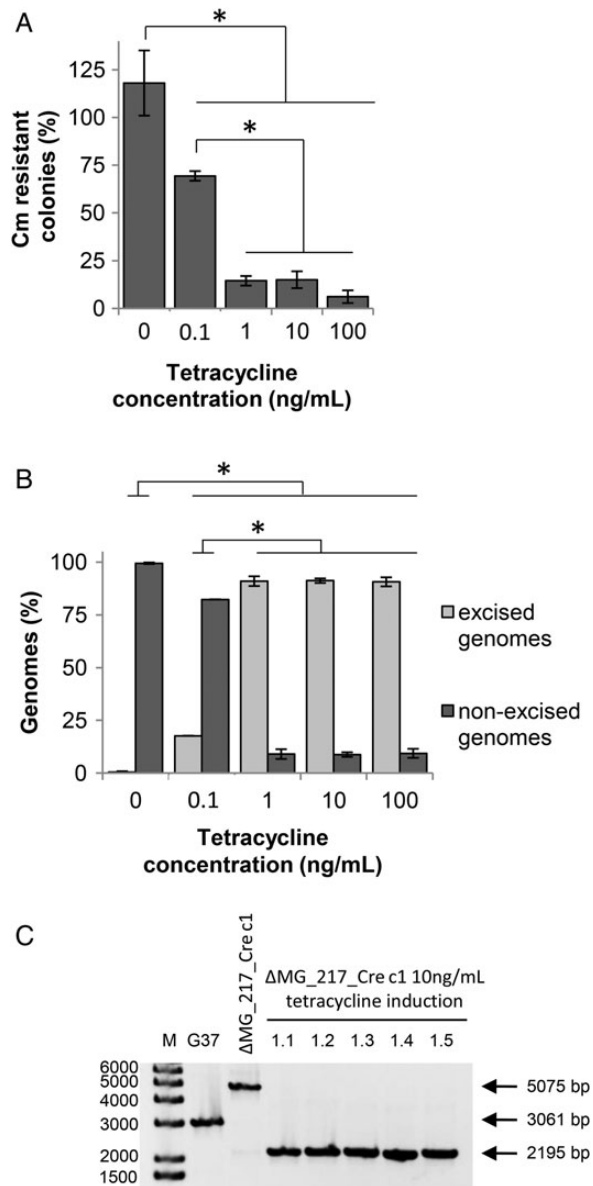 A
*
*
Cm resistant
colonies (%)
125
100
75
50
25
0
0 0.1 1 10 100
Tetracycline
concentration (ng/mL)
B
*
*
Genomes (%)
100
75
50
25
0
0 0.1 1 10 100
Tetracycline
concentration (ng/mL)
excised
genomes
non-excised
genomes
C
ΔMG_217_Cre c1
ΔMG_217_Cre c1 10ng/mL
tetracycline induction
M G37 1.1 1.2 1.3 1.4 1.5
6000
5000
4000
3000
2000
1500
5075 bp
3061 bp
2195 bp